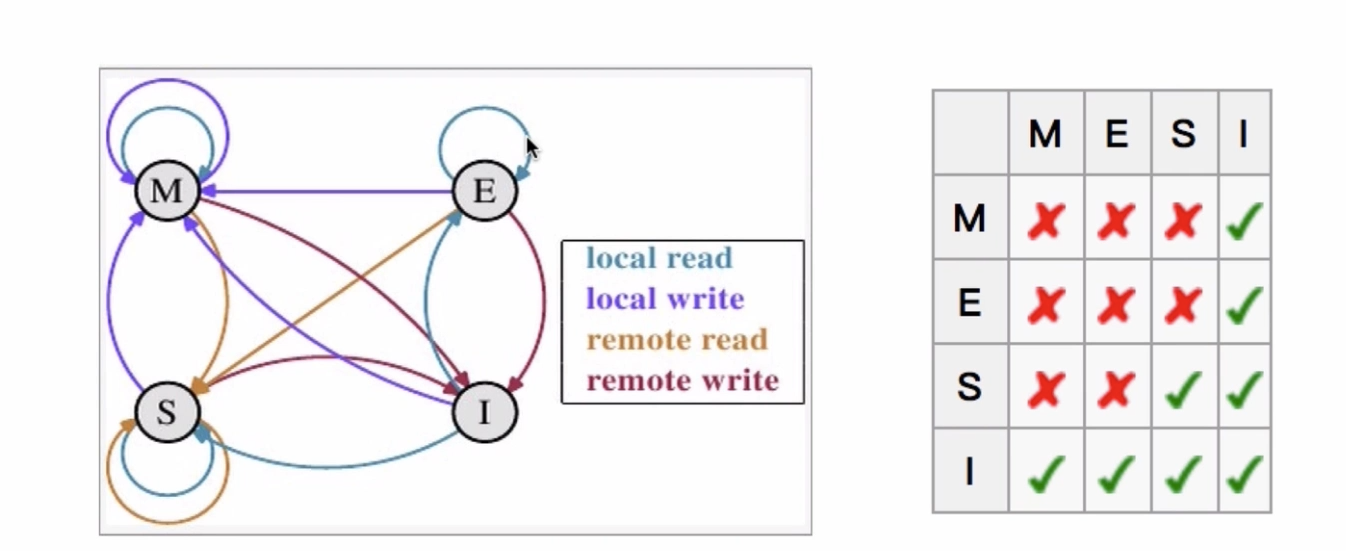 M
E
S
I
local read
local write
remote read
remote write
M E S I
M ✘ ✘ ✘ ✓
E ✘ ✘ ✘ ✓
S ✘ ✘ ✓ ✓
I ✓ ✓ ✓ ✓